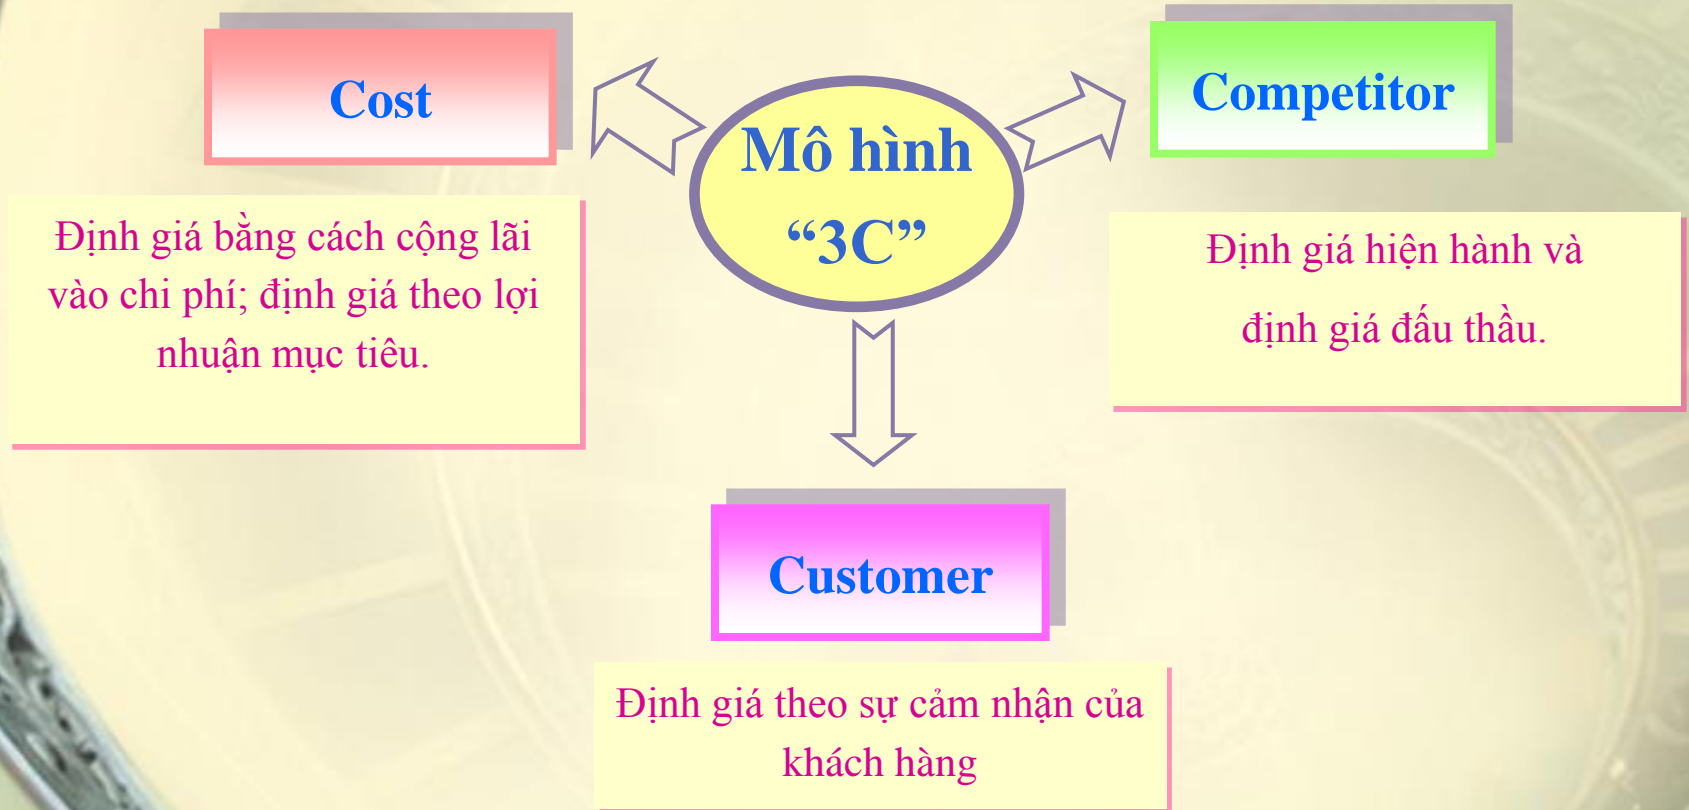 Cost
Định giá bằng cách cộng lãi
vào chi phí; định giá theo lợi
nhuận mục tiêu.
Mô hình
“3C”
Competitor
Định giá hiện hành và
định giá đấu thầu.
Customer
Định giá theo sự cảm nhận của
khách hàng